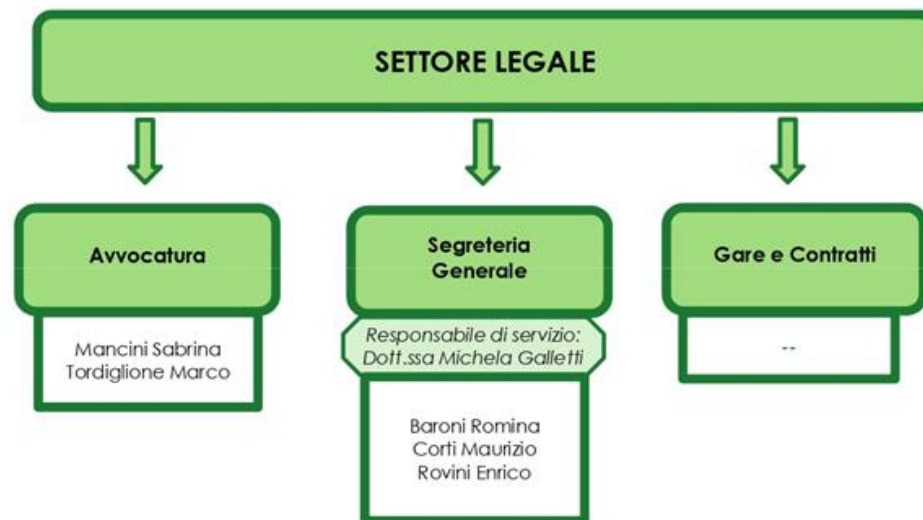 SETTORE LEGALE
Avvocatura
Mancini Sabrina
Tordiglione Marco
Segreteria
Generale
Responsabile di servizio:
Dott.ssa Michela Galletti
Baroni Romina
Corti Maurizio
Rovini Enrico
Gare e Contratti
--